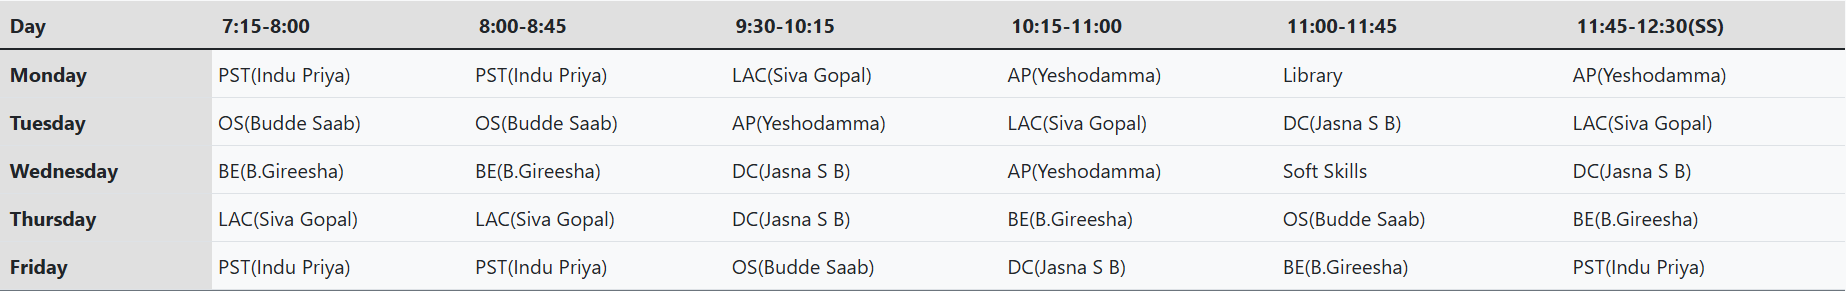 Day 7:15-8:00 8:00-8:45 9:30-10:15 10:15-11:00 11:00-11:45 11:45-12:30(SS)
Monday PST(Indu Priya) PST(Indu Priya) LAC(Siva Gopal) AP(Yeshodamma) Library AP(Yeshodamma)
Tuesday OS(Budde Saab) OS(Budde Saab) AP(Yeshodamma) LAC(Siva Gopal) DC(Jasna S B) LAC(Siva Gopal)
Wednesday BE(B.Gireesha) BE(B.Gireesha) DC(Jasna S B) AP(Yeshodamma) Soft Skills DC(Jasna S B)
Thursday LAC(Siva Gopal) LAC(Siva Gopal) DC(Jasna S B) BE(B.Gireesha) OS(Budde Saab) BE(B.Gireesha)
Friday PST(Indu Priya) PST(Indu Priya) OS(Budde Saab) DC(Jasna S B) BE(B.Gireesha) PST(Indu Priya)